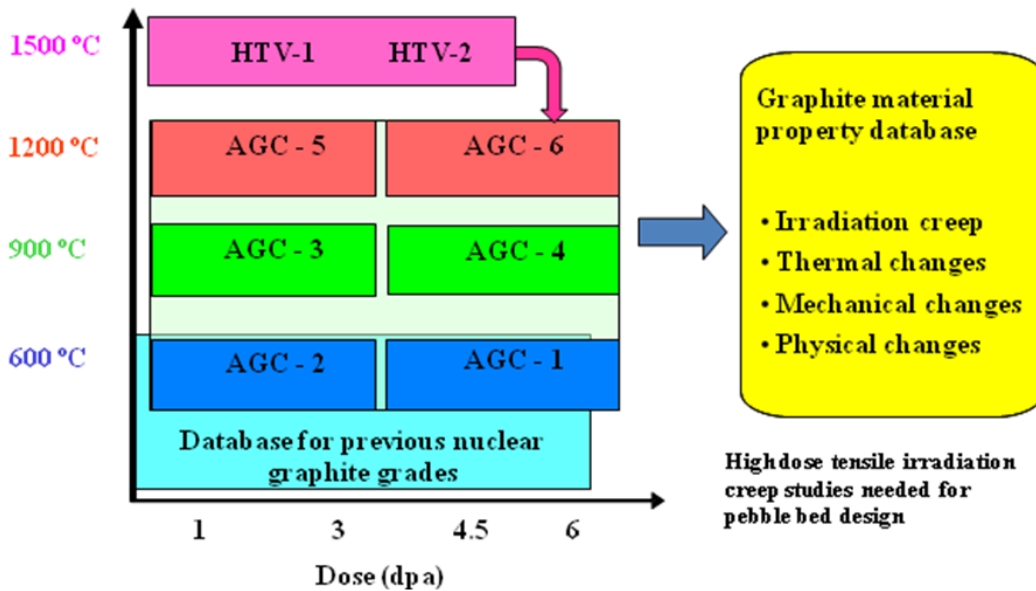 1500 °C
HTV-1 HTV-2
1200 °C
AGC - 5
AGC - 6
900 °C
AGC - 3
AGC - 4
600 °C
AGC - 2
AGC - 1
Database for previous nuclear
graphite grades
1 3 4.5 6
Dose (dpa)
Graphite material
property database
• Irradiation creep
• Thermal changes
• Mechanical changes
• Physical changes
High dose tensile irradiation
creep studies needed for
pebble bed design